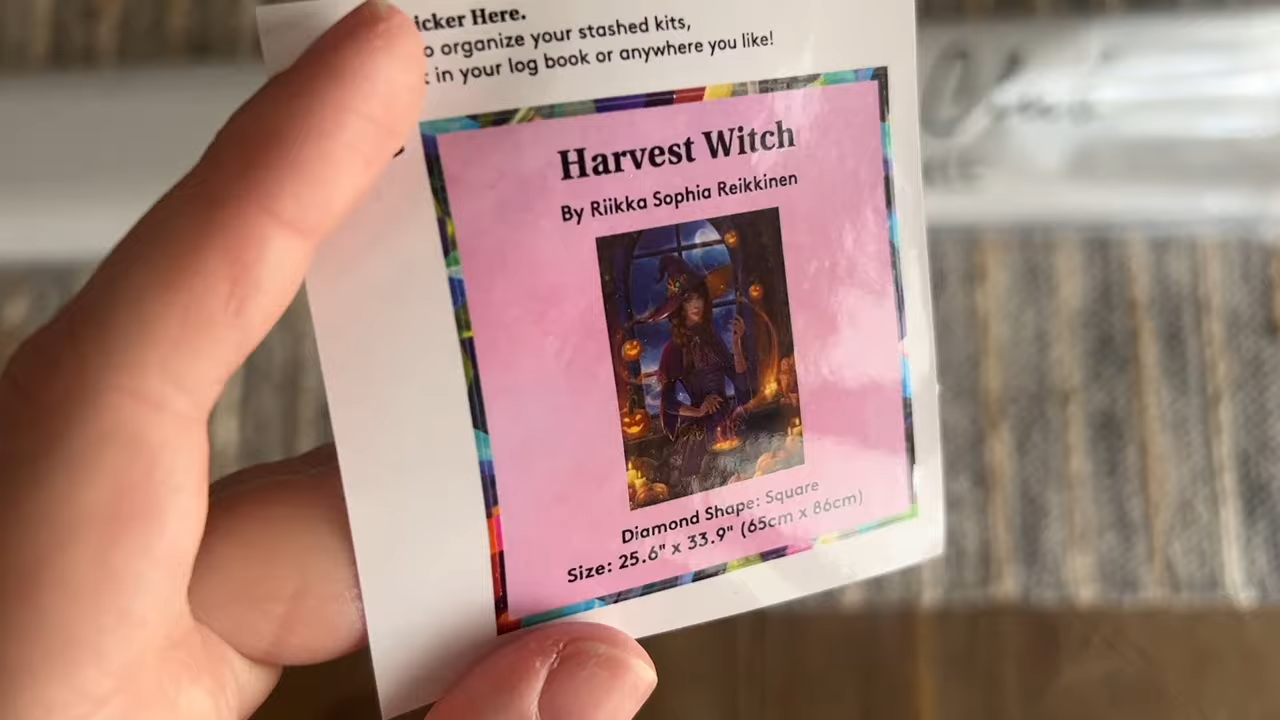 icker Here.
o organize your stashed kits,
in your log book or anywhere you like!
Harvest Witch
By Riikka Sophia Reikkinen
Diamond Shape: Square
Size: 25.6" x 33.9" (65cm x 86cm)